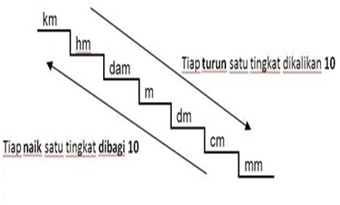 km
hm
dam
Tiap turun satu tingkat dikalikan 10
m
dm
Tiap naik satu tingkat dibagi 10
cm
mm